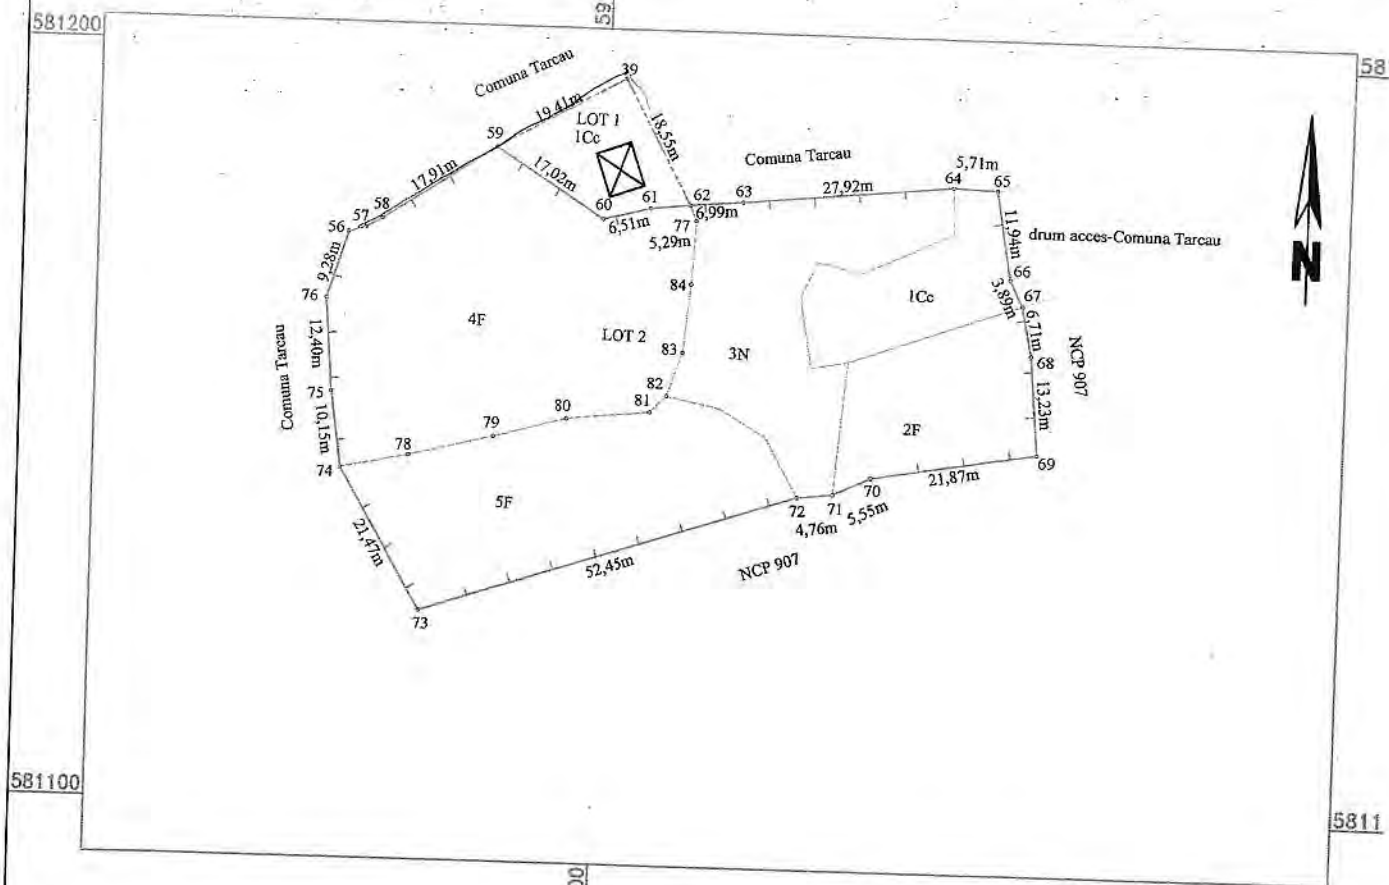 581200
59
58
Comuna Tarcau
39
19,41m
LOT 1
1Cc
18,55m
59
17,91m
17,02m
Comuna Tarcau
5,71m
64
65
27,92m
56
57
58
60
61
62
63
6,51m
77
6,99m
5,29m
11,94m
drum acces-Comuna Tarcau
N
9,28m
76
84
66
67
3,89m
1Cc
6,71m
12,40m
4F
LOT 2
83
3N
68
NCP 907
Comuna Tarcau
75
82
81
80
79
78
10,15m
13,23m
2F
74
69
70
21,87m
5F
72
71
5,55m
4,76m
21,47m
52,45m
NCP 907
73
581100
5811
00